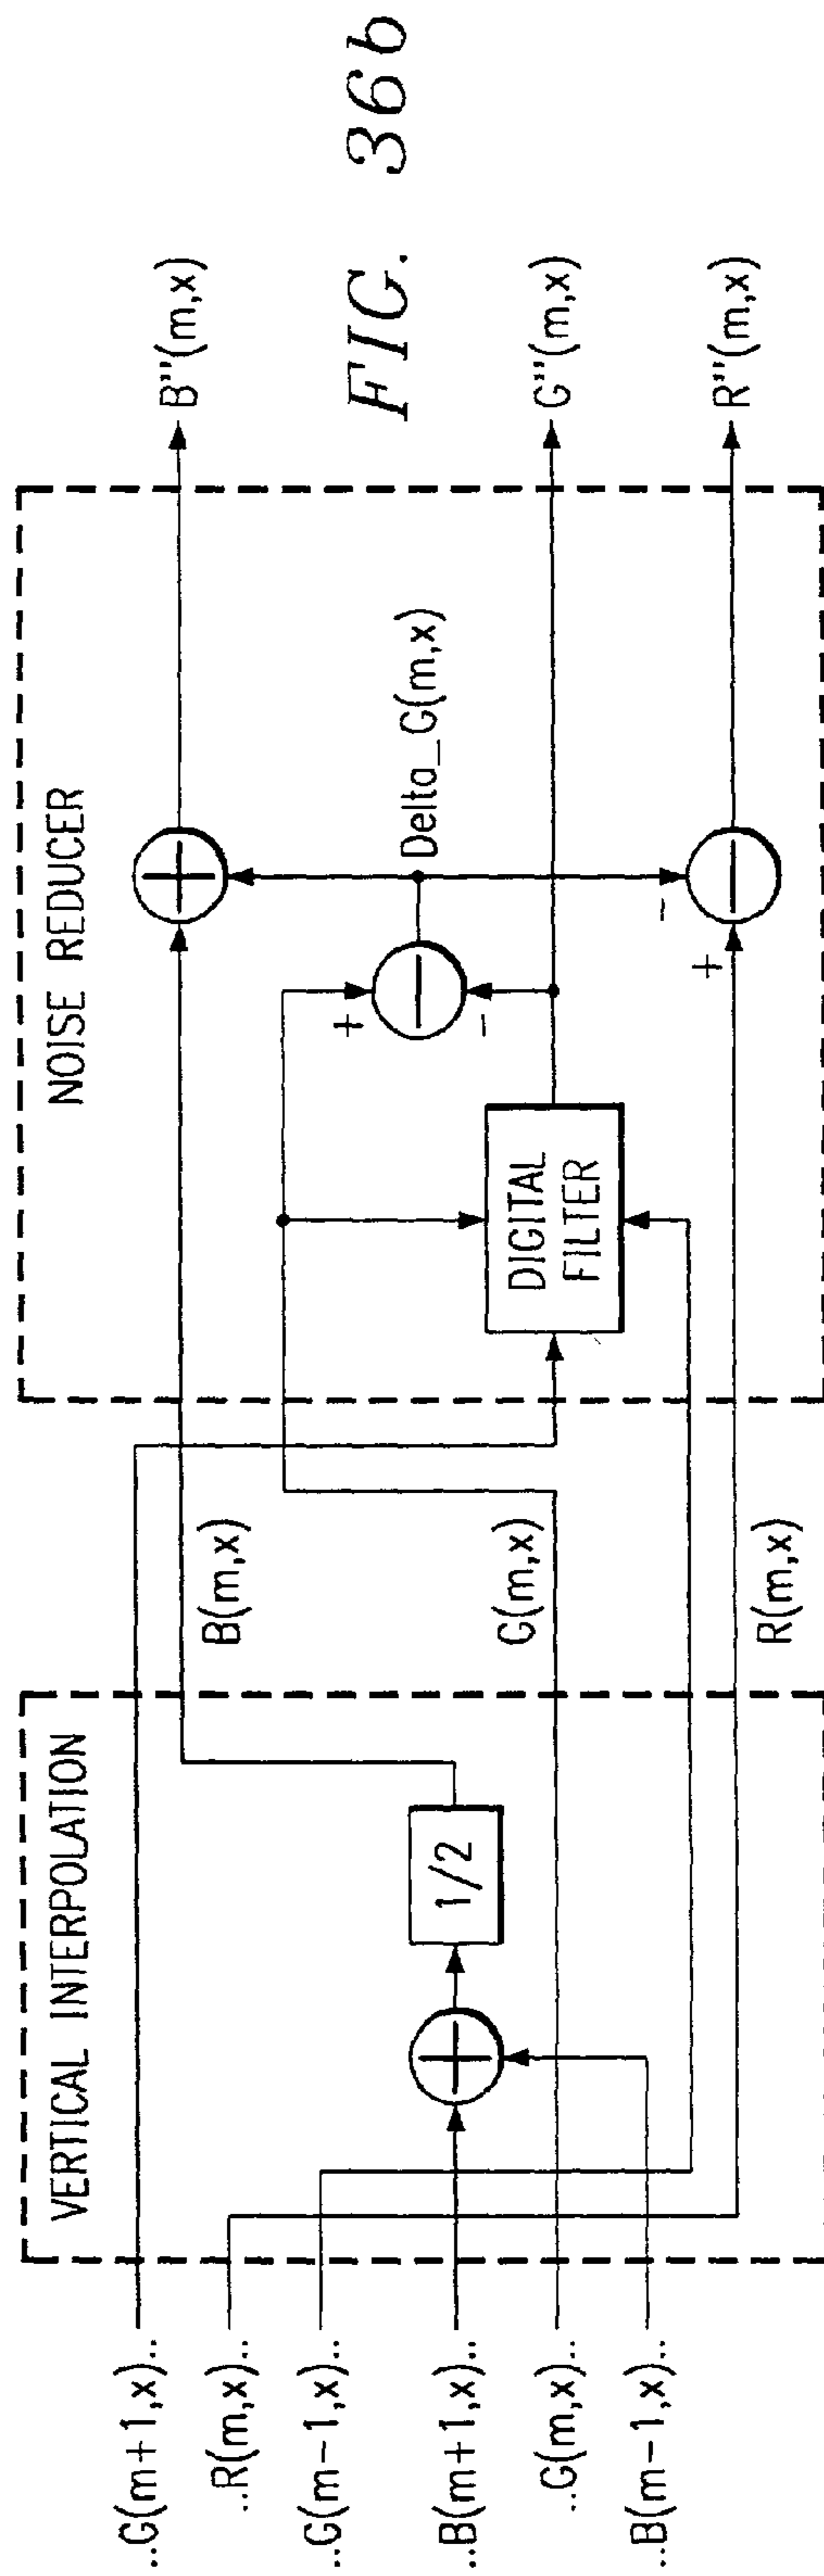 ..G(m+1,x)..
..R(m,x)..
..G(m-1,x)..
..B(m+1,x)..
..G(m,x)..
..B(m-1,x)..
VERTICAL INTERPOLATION
+
1/2
B(m,x)
G(m,x)
R(m,x)
NOISE REDUCER
DIGITAL
FILTER
+
-
-
+
-
+
-
Delta_G(m,x)
B''(m,x)
G''(m,x)
R''(m,x)
FIG. 36b